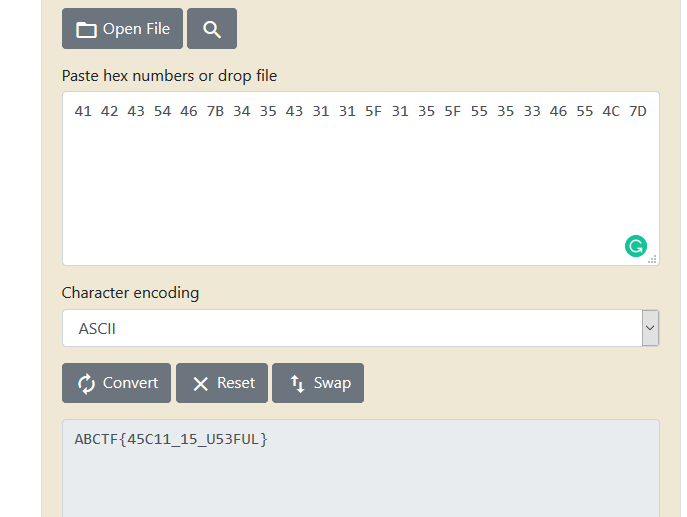 Open File
Paste hex numbers or drop file
41 42 43 54 46 7B 34 35 43 31 31 5F 31 35 5F 55 35 33 46 55 4C 7D
Character encoding
ASCII
Convert Reset Swap
ABCTF{45C11_15_U53FUL}